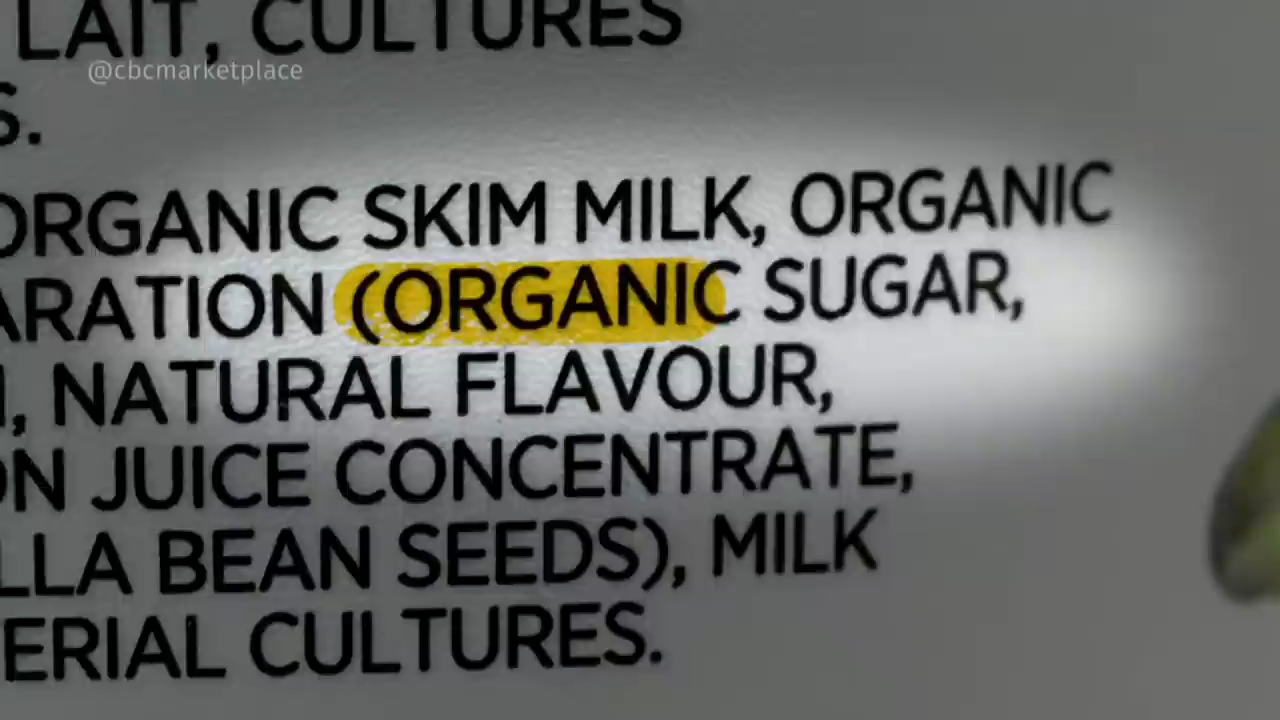 LAIT, CULTURES
@cbcmarketplace
S.
ORGANIC SKIM MILK, ORGANIC
ARATION (ORGANIC SUGAR,
, NATURAL FLAVOUR,
ON JUICE CONCENTRATE,
LLA BEAN SEEDS), MILK
ERIAL CULTURES.